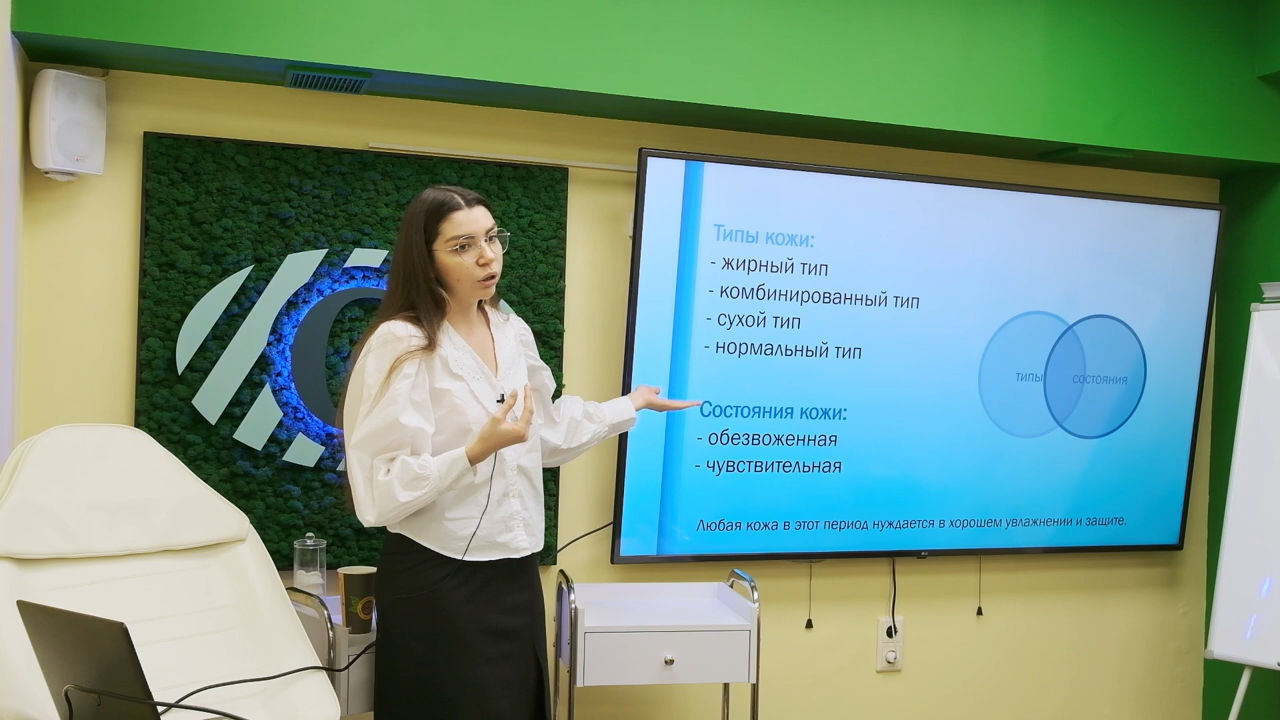 Типы кожи:
- жирный тип
- комбинированный тип
- сухой тип
- нормальный тип
типы
состояния
Состояния кожи:
- обезвоженная
- чувствительная
Любая кожа в этот период нуждается в хорошем увлажнении и защите.